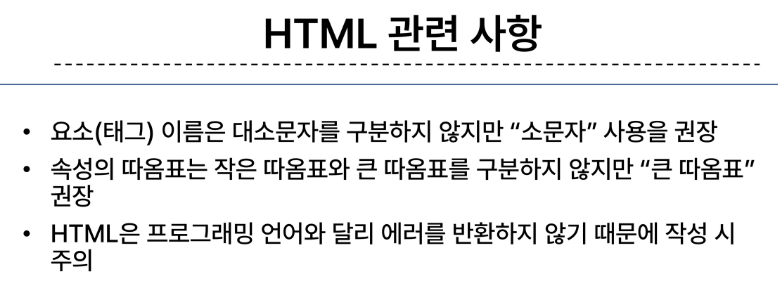 HTML 관련 사항
• 요소(태그) 이름은 대소문자를 구분하지 않지만 “소문자” 사용을 권장
• 속성의 따옴표는 작은 따옴표와 큰 따옴표를 구분하지 않지만 “큰 따옴표”
권장
• HTML은 프로그래밍 언어와 달리 에러를 반환하지 않기 때문에 작성 시
주의